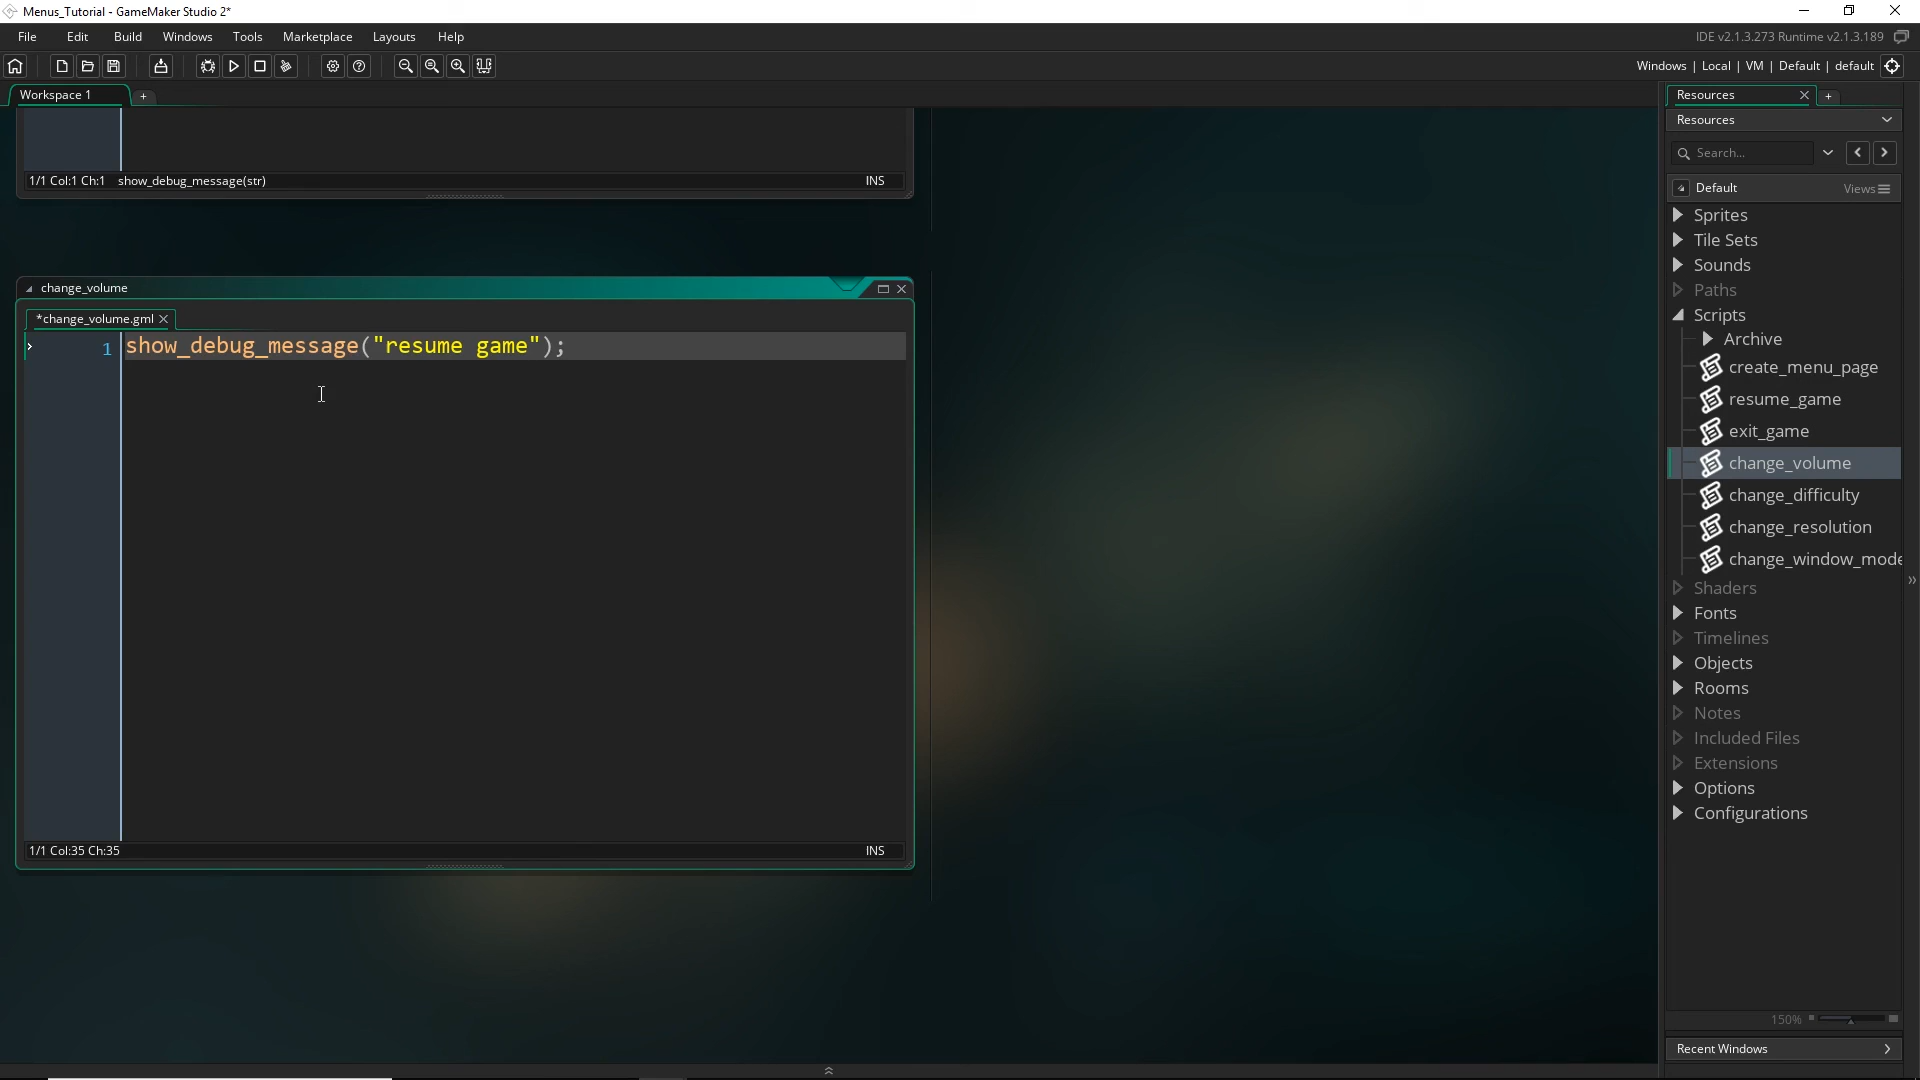 Menus_Tutorial - GameMaker Studio 2*
File Edit Build Windows Tools Marketplace Layouts Help
IDE v2.1.3.273 Runtime v2.1.3.189
Windows | Local | VM | Default | default
Workspace 1
+
1/1 Col:1 Ch:1 show_debug_message(str) INS
change_volume
*change_volume.gml
1 show_debug_message("resume game");
1/1 Col:35 Ch:35 INS
Resources
+
Resources
Search...
Default Views
Sprites
Tile Sets
Sounds
Paths
Scripts
Archive
create_menu_page
resume_game
exit_game
change_volume
change_difficulty
change_resolution
change_window_mode
Shaders
Fonts
Timelines
Objects
Rooms
Notes
Included Files
Extensions
Options
Configurations
150%
Recent Windows